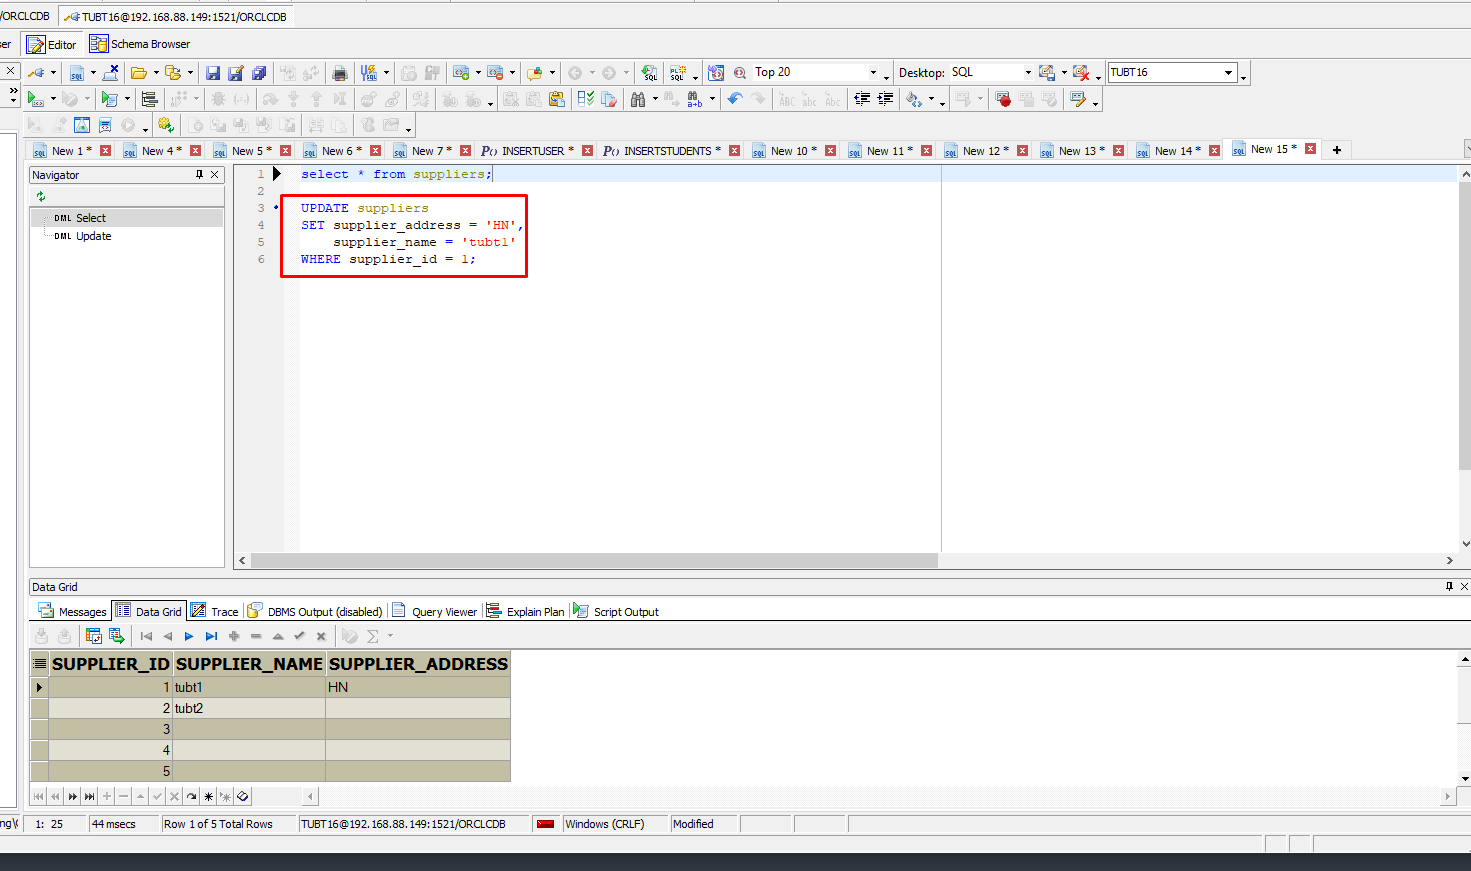 /ORCLCDB TUBT16@192.168.88.149:1521/ORCLCDB
ser Editor Schema Browser
Top 20 Desktop: SQL TUBT16
New 1 * New 4 * New 5 * New 6 * New 7 * INSERTUSER * INSERTSTUDENTS * New 10 * New 11 * New 12 * New 13 * New 14 * New 15 *
Navigator
DML Select
DML Update
1 select * from suppliers;
2
3 UPDATE suppliers
4 SET supplier_address = 'HN',
5 supplier_name = 'tubt1'
6 WHERE supplier_id = 1;
Data Grid
Messages Data Grid Trace DBMS Output (disabled) Query Viewer Explain Plan Script Output
SUPPLIER_ID SUPPLIER_NAME SUPPLIER_ADDRESS
1 tubt1 HN
2 tubt2
3
4
5
1: 25 44 msecs Row 1 of 5 Total Rows TUBT16@192.168.88.149:1521/ORCLCDB Windows (CRLF) Modified